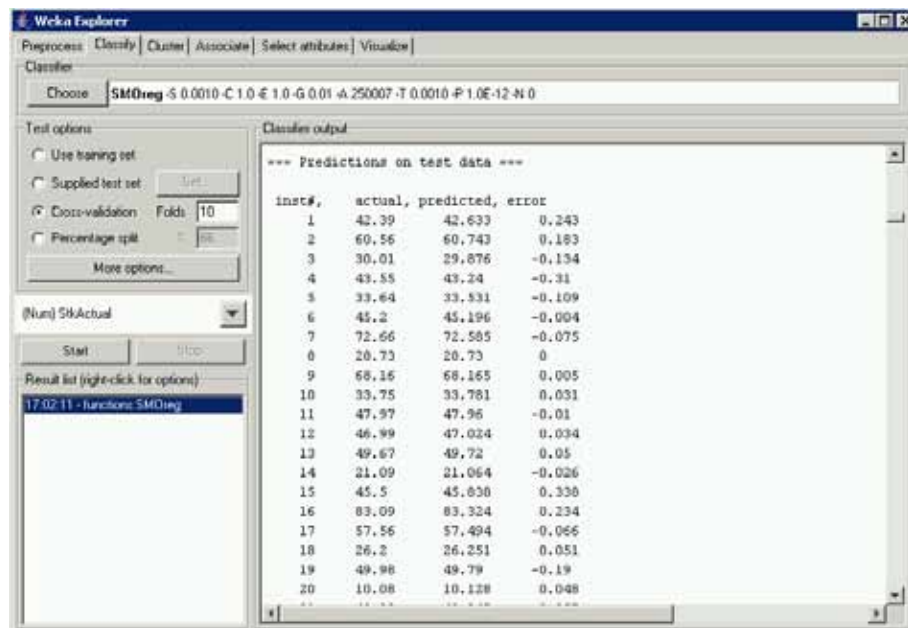 Weka Explorer
Preprocess Classify Cluster Associate Select attributes Visualize
Classifier
Choose SMOreg -S 0.0010 -C 1.0 -E 1.0 -G 0.01 -A 250007 -T 0.0010 -P 1.0E-12 -N 0
Test options
Use training set
Supplied test set Set...
Cross-validation Folds 10
Percentage split % 66
More options...
(Num) StkActual
Start Stop
Result list (right-click for options)
17:02:11 - functions.SMOreg
Classifier output
=== Predictions on test data ===
inst#, actual, predicted, error
1 42.39 42.633 0.243
2 60.56 60.743 0.183
3 30.01 29.876 -0.134
4 43.55 43.24 -0.31
5 33.64 33.531 -0.109
6 45.2 45.196 -0.004
7 72.66 72.585 -0.075
8 20.73 20.73 0
9 68.16 68.165 0.005
10 33.75 33.781 0.031
11 47.97 47.96 -0.01
12 46.99 47.024 0.034
13 49.67 49.72 0.05
14 21.09 21.064 -0.026
15 45.5 45.838 0.338
16 83.09 83.324 0.234
17 57.56 57.494 -0.066
18 26.2 26.251 0.051
19 49.98 49.79 -0.19
20 10.08 10.128 0.048